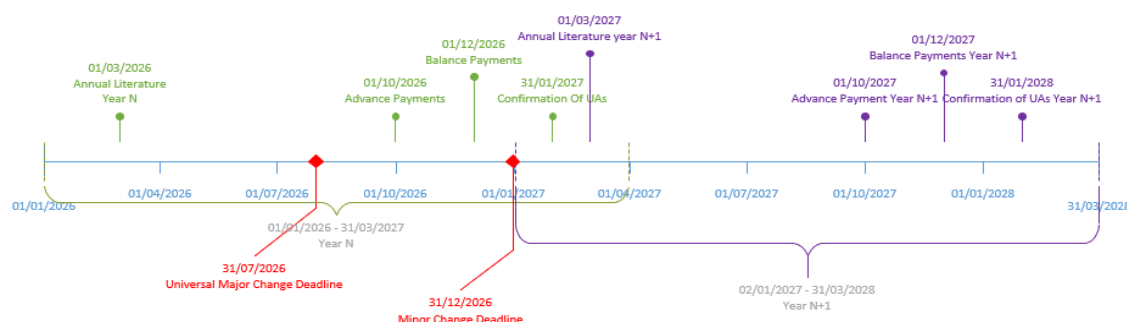 01/03/2027
Annual Literature year N+1
01/12/2026
Balance Payments
01/12/2027
Balance Payments Year N+1
01/03/2026
Annual Literature
Year N
01/10/2026
Advance Payments
31/01/2027
Confirmation Of UAs
01/10/2027
Advance Payment Year N+1
31/01/2028
Confirmation of UAs Year N+1
01/01/2026
01/04/2026
01/07/2026
01/10/2026
01/01/2027
01/04/2027
01/07/2027
01/10/2027
01/01/2028
31/03/2028
01/01/2026 - 31/03/2027
Year N
31/07/2026
Universal Major Change Deadline
31/12/2026
Minor Change Deadline
02/01/2027 - 31/03/2028
Year N+1